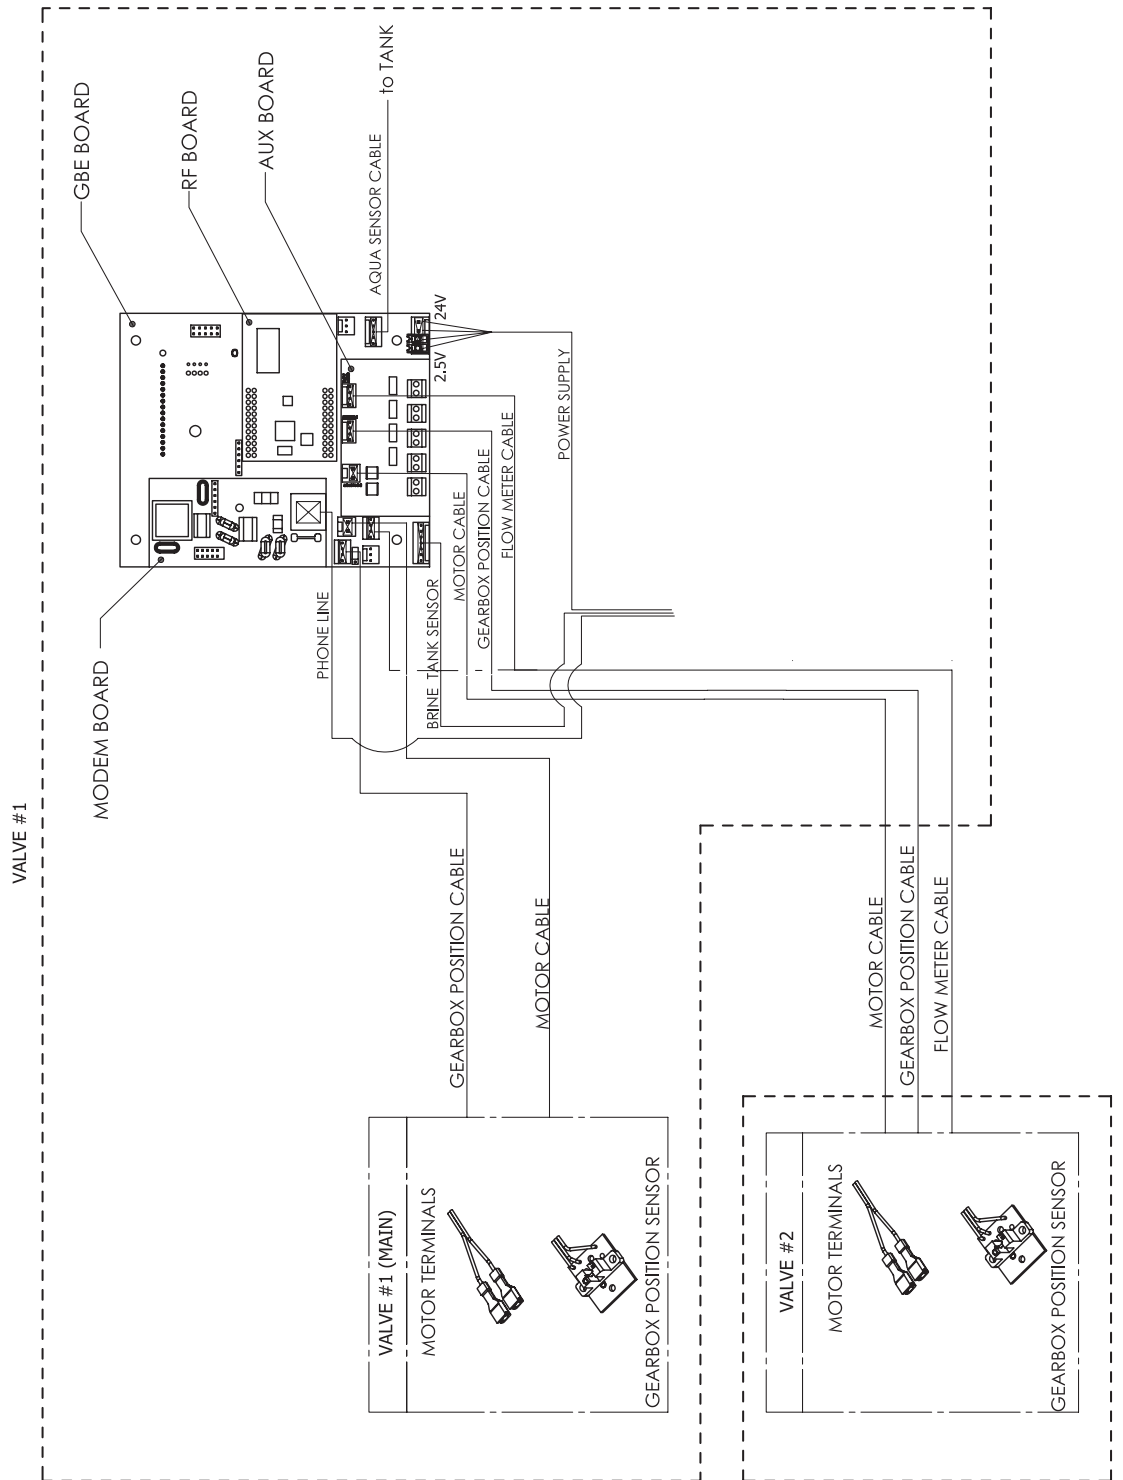 VALVE #1
MODEM BOARD
GBE BOARD
RF BOARD
AUX BOARD
AQUA SENSOR CABLE
to TANK
2.5V
24V
PHONE LINE
BRINE TANK SENSOR
MOTOR CABLE
GEARBOX POSITION CABLE
FLOW METER CABLE
POWER SUPPLY
GEARBOX POSITION CABLE
MOTOR CABLE
MOTOR CABLE
GEARBOX POSITION CABLE
FLOW METER CABLE
VALVE #1 (MAIN)
MOTOR TERMINALS
GEARBOX POSITION SENSOR
VALVE #2
MOTOR TERMINALS
GEARBOX POSITION SENSOR